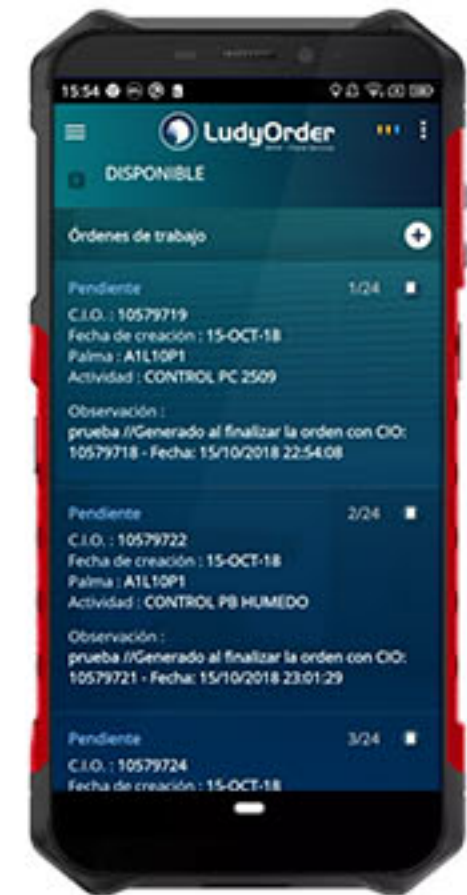 15:54
LudyOrder
DISPONIBLE
Órdenes de trabajo
Pendiente 1/24
C.I.O. : 10579719
Fecha de creación : 15-OCT-18
Palma : A1L10P1
Actividad : CONTROL PC 2509
Observación :
prueba //Generado al finalizar la orden con CIO:
10579718 - Fecha: 15/10/2018 22:54:08
Pendiente 2/24
C.I.O. : 10579722
Fecha de creación : 15-OCT-18
Palma : A1L10P1
Actividad : CONTROL PB HUMEDO
Observación :
prueba //Generado al finalizar la orden con CIO:
10579721 - Fecha: 15/10/2018 23:01:29
Pendiente 3/24
C.I.O. : 10579724
Fecha de creación : 15-OCT-18